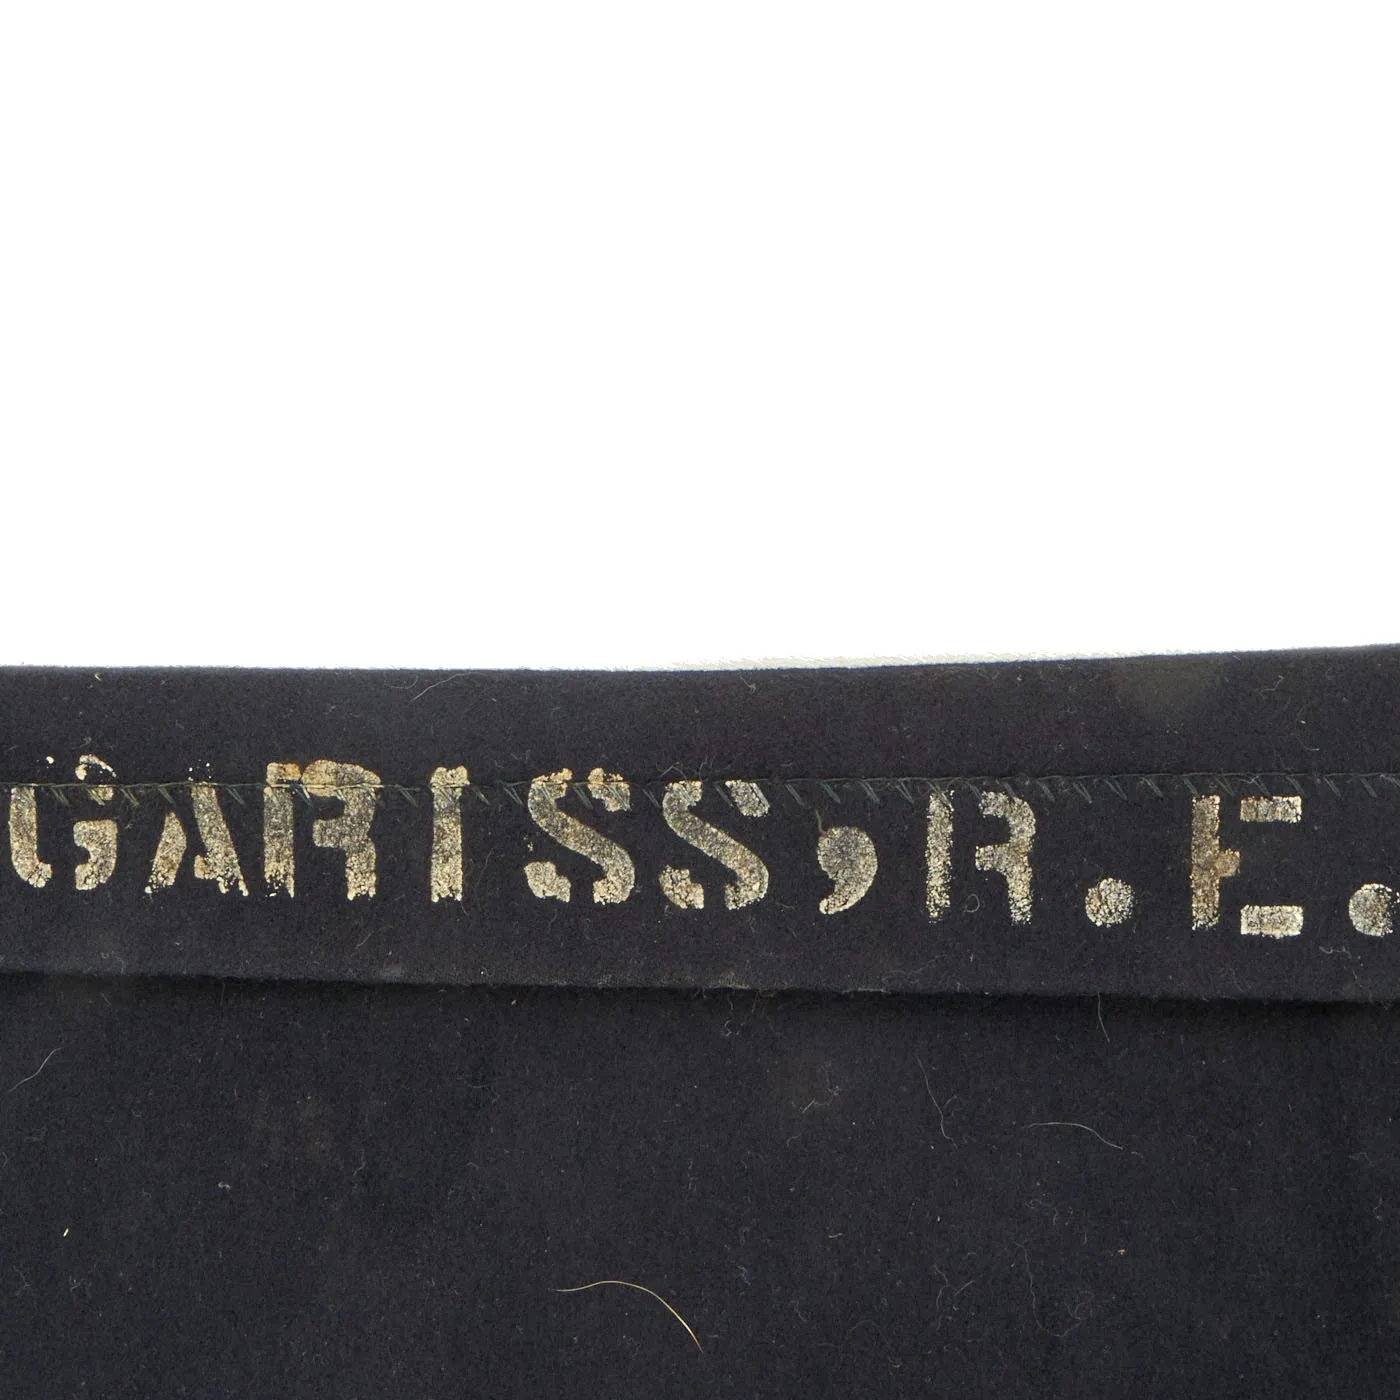 GARISS, R. E.